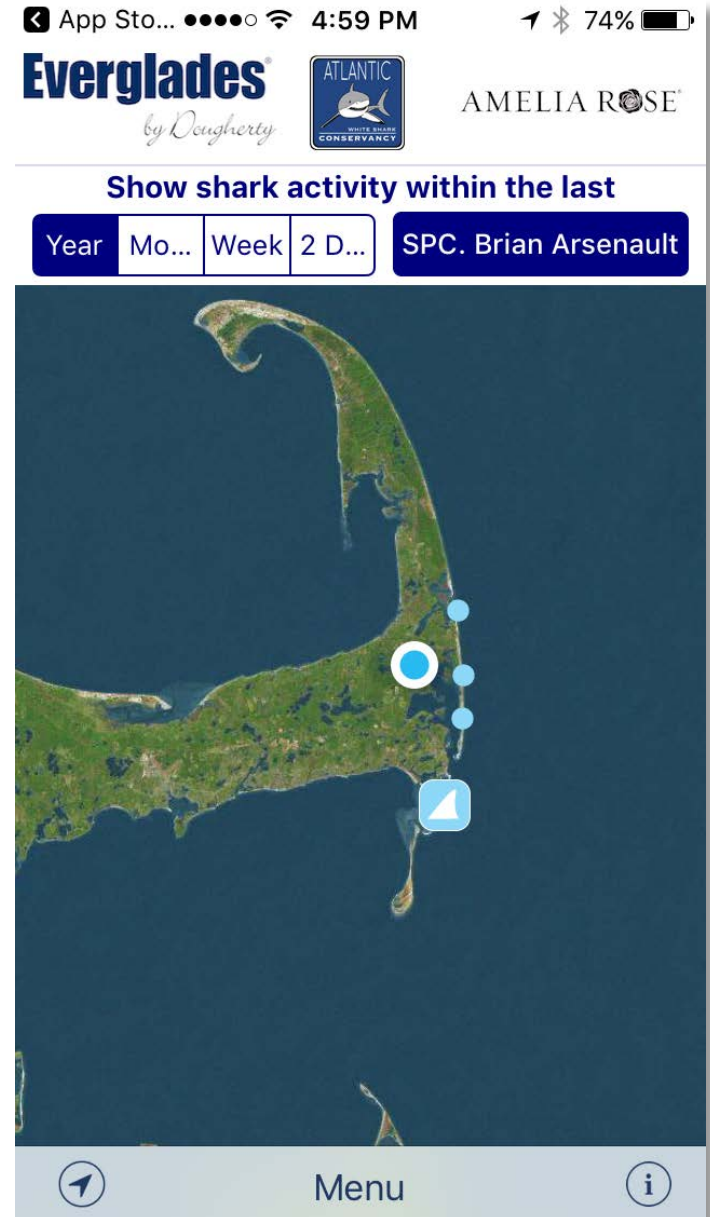 App Sto... 4:59 PM 74%
Everglades®
by Dougherty
ATLANTIC
WHITE SHARK
CONSERVANCY
AMELIA ROSE®
Show shark activity within the last
Year Mo... Week 2 D... SPC. Brian Arsenault
Menu i